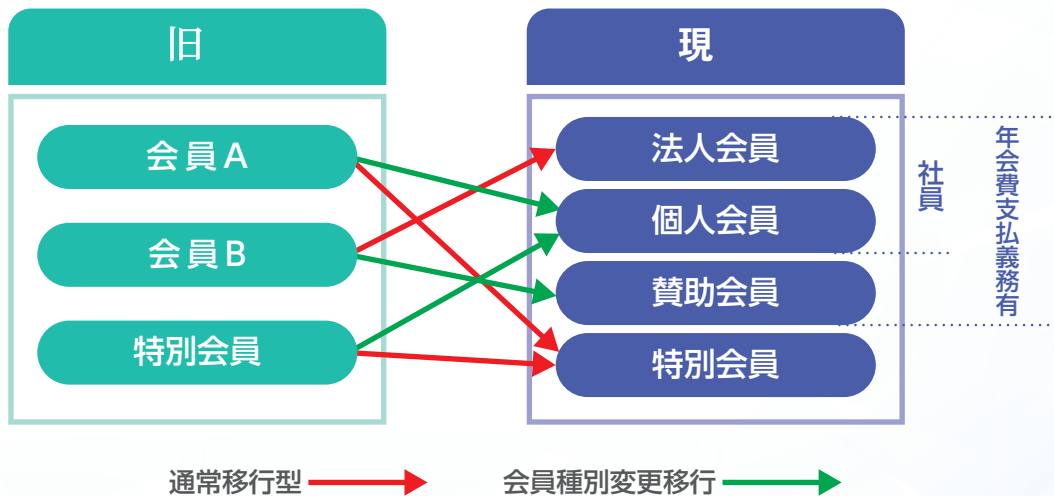 旧
会員A
会員B
特別会員
現
法人会員
個人会員
賛助会員
特別会員
社員
年会費支払義務有
通常移行型
会員種別変更移行